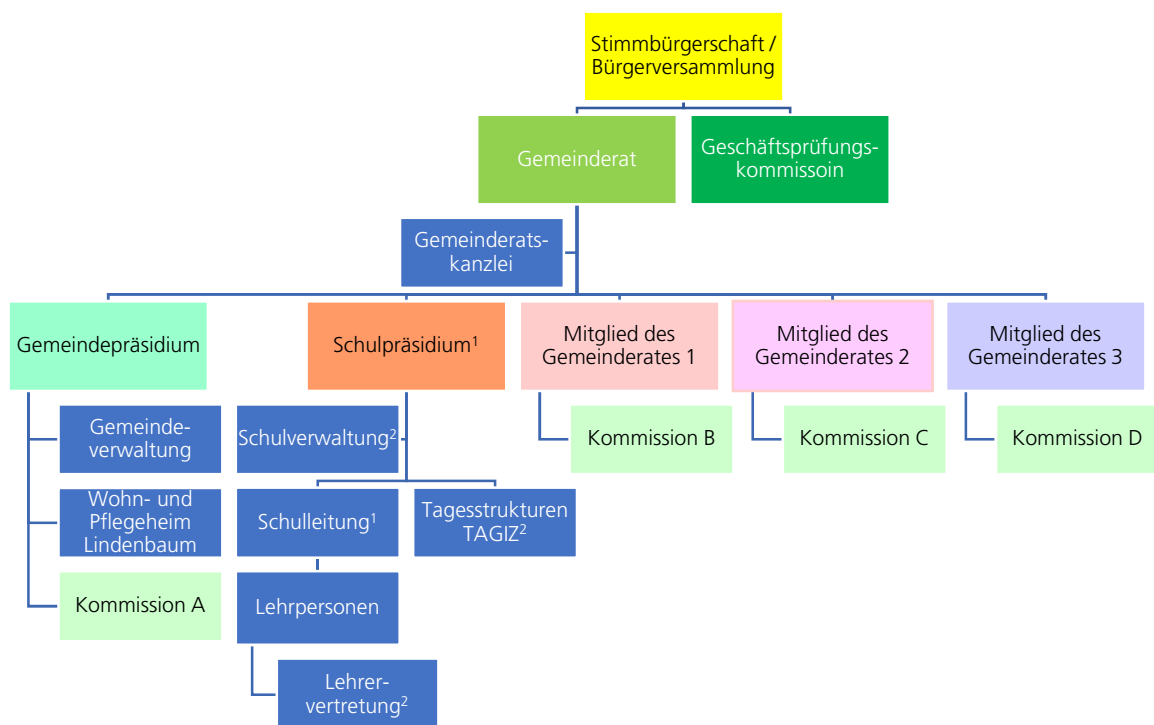 Stimmbürgerschaft /
Bürgerversammlung
Gemeinderat
Geschäftsprüfungs-
kommissoin
Gemeinderats-
kanzlei
Gemeindepräsidium
Schulpräsidium¹
Mitglied des
Gemeinderates 1
Mitglied des
Gemeinderates 2
Mitglied des
Gemeinderates 3
Gemeinde-
verwaltung
Schulverwaltung²
Kommission B
Kommission C
Kommission D
Wohn- und
Pflegeheim
Lindenbaum
Schulleitung¹
Tagesstrukturen
TAGIZ²
Kommission A
Lehrpersonen
Lehrer-
vertretung²